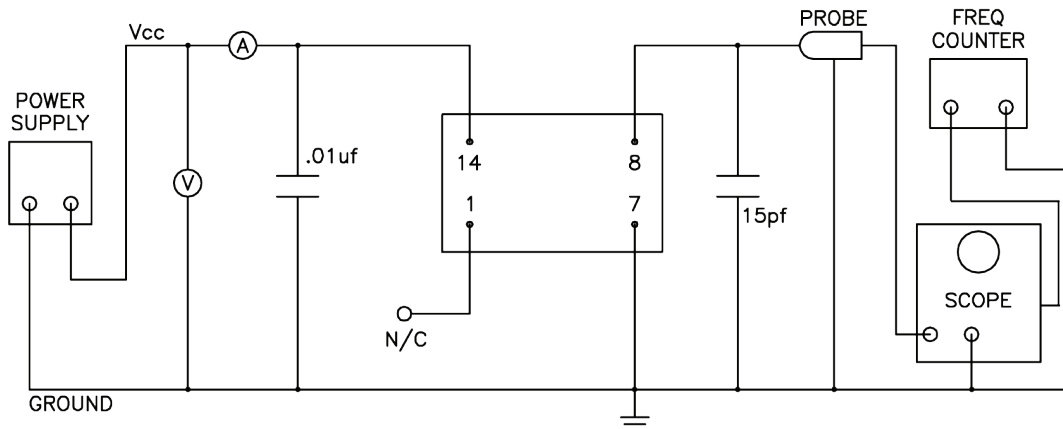 PROBE
FREQ
COUNTER
Vcc
A
POWER
SUPPLY
.01uf
14
8
V
1
7
15pf
SCOPE
N/C
GROUND